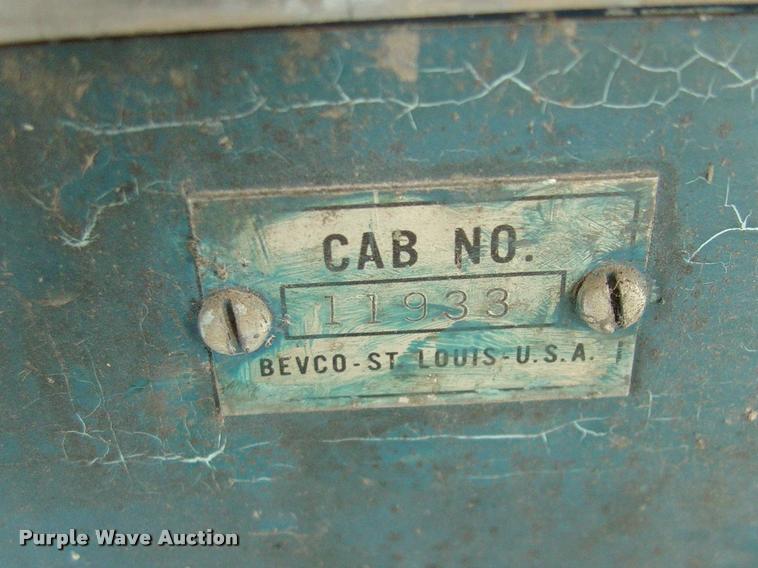 CAB NO.
11933
BEVCO-ST LOUIS-U.S.A.
Purple Wave Auction